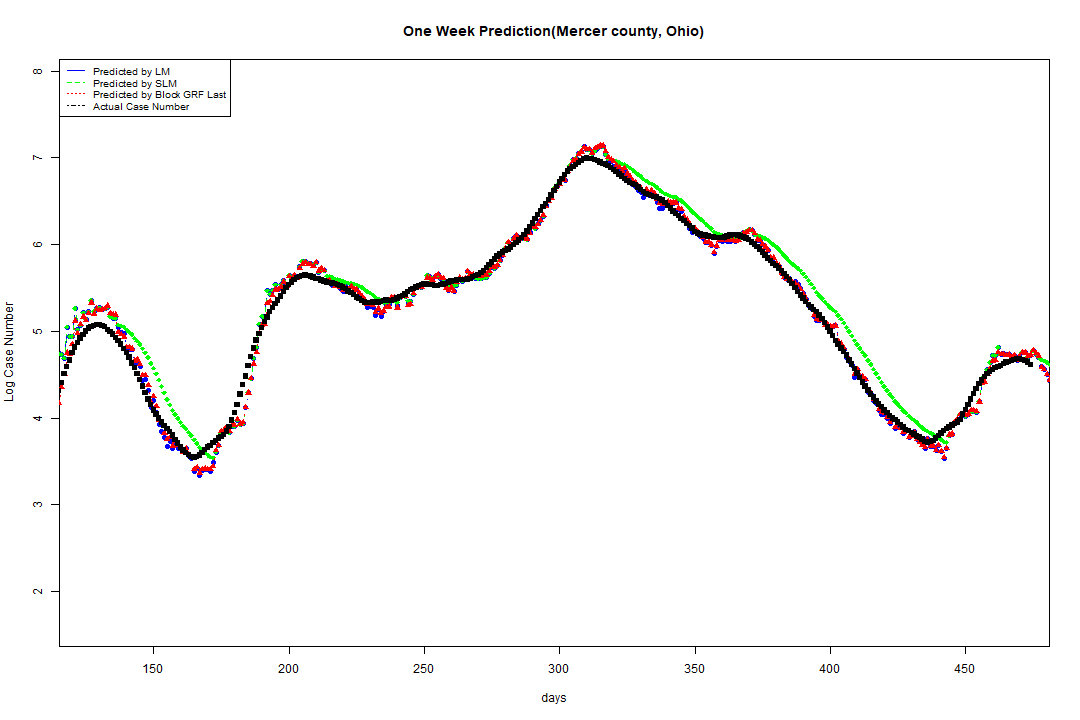 One Week Prediction(Mercer county, Ohio)
Predicted by LM
Predicted by SLM
Predicted by Block GRF Last
Actual Case Number
Log Case Number
8
7
6
5
4
3
2
150 200 250 300 350 400 450
days